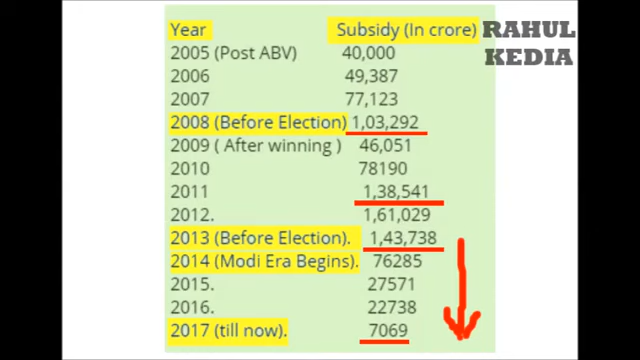 Year Subsidy (In crore)
2005 (Post ABV) 40,000
2006 49,387
2007 77,123
2008 (Before Election) 1,03,292
2009 ( After winning ) 46,051
2010 78190
2011 1,38,541
2012. 1,61,029
2013 (Before Election). 1,43,738
2014 (Modi Era Begins). 76285
2015. 27571
2016. 22738
2017 (till now). 7069
RAHUL
KEDIA